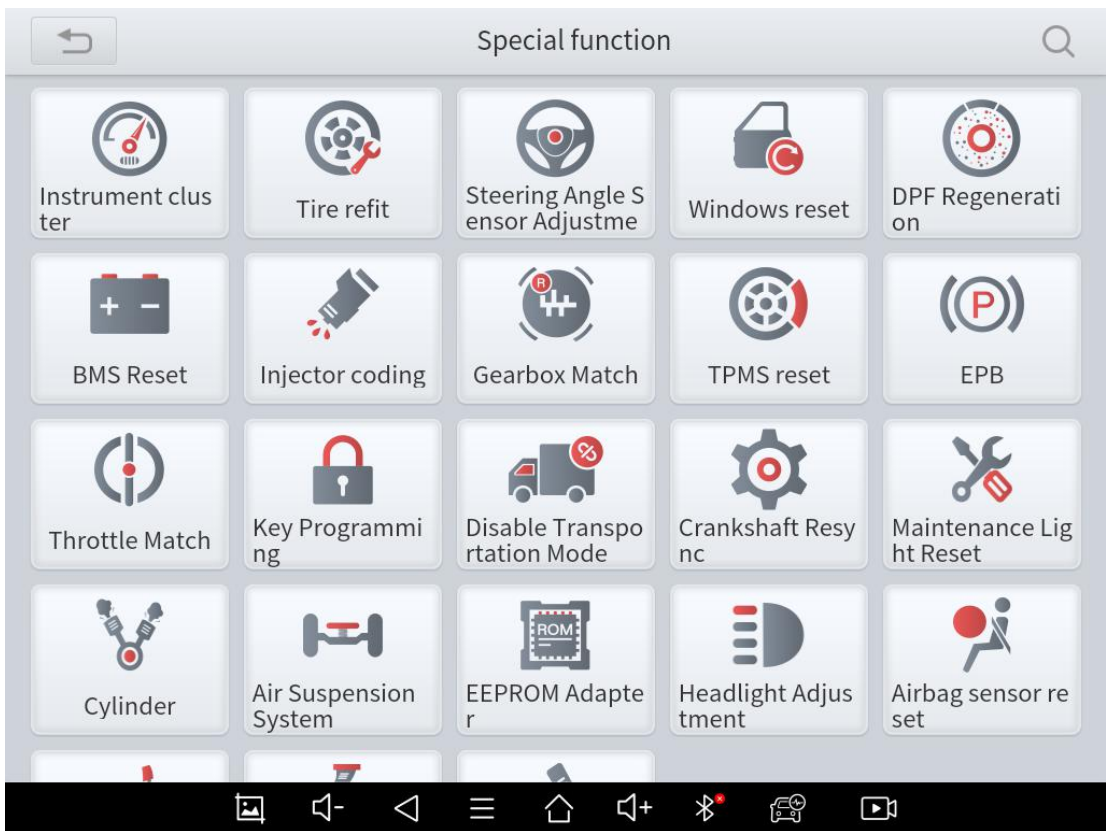 Special function
Instrument clus
ter
Tire refit
Steering Angle S
ensor Adjustme
Windows reset
DPF Regenerati
on
+ -
BMS Reset
Injector coding
R
Gearbox Match
TPMS reset
P
EPB
Throttle Match
Key Programmi
ng
Disable Transpo
rtation Mode
Crankshaft Resy
nc
Maintenance Lig
ht Reset
Cylinder
Air Suspension
System
ROM
EEPROM Adapte
r
Headlight Adjus
tment
Airbag sensor re
set